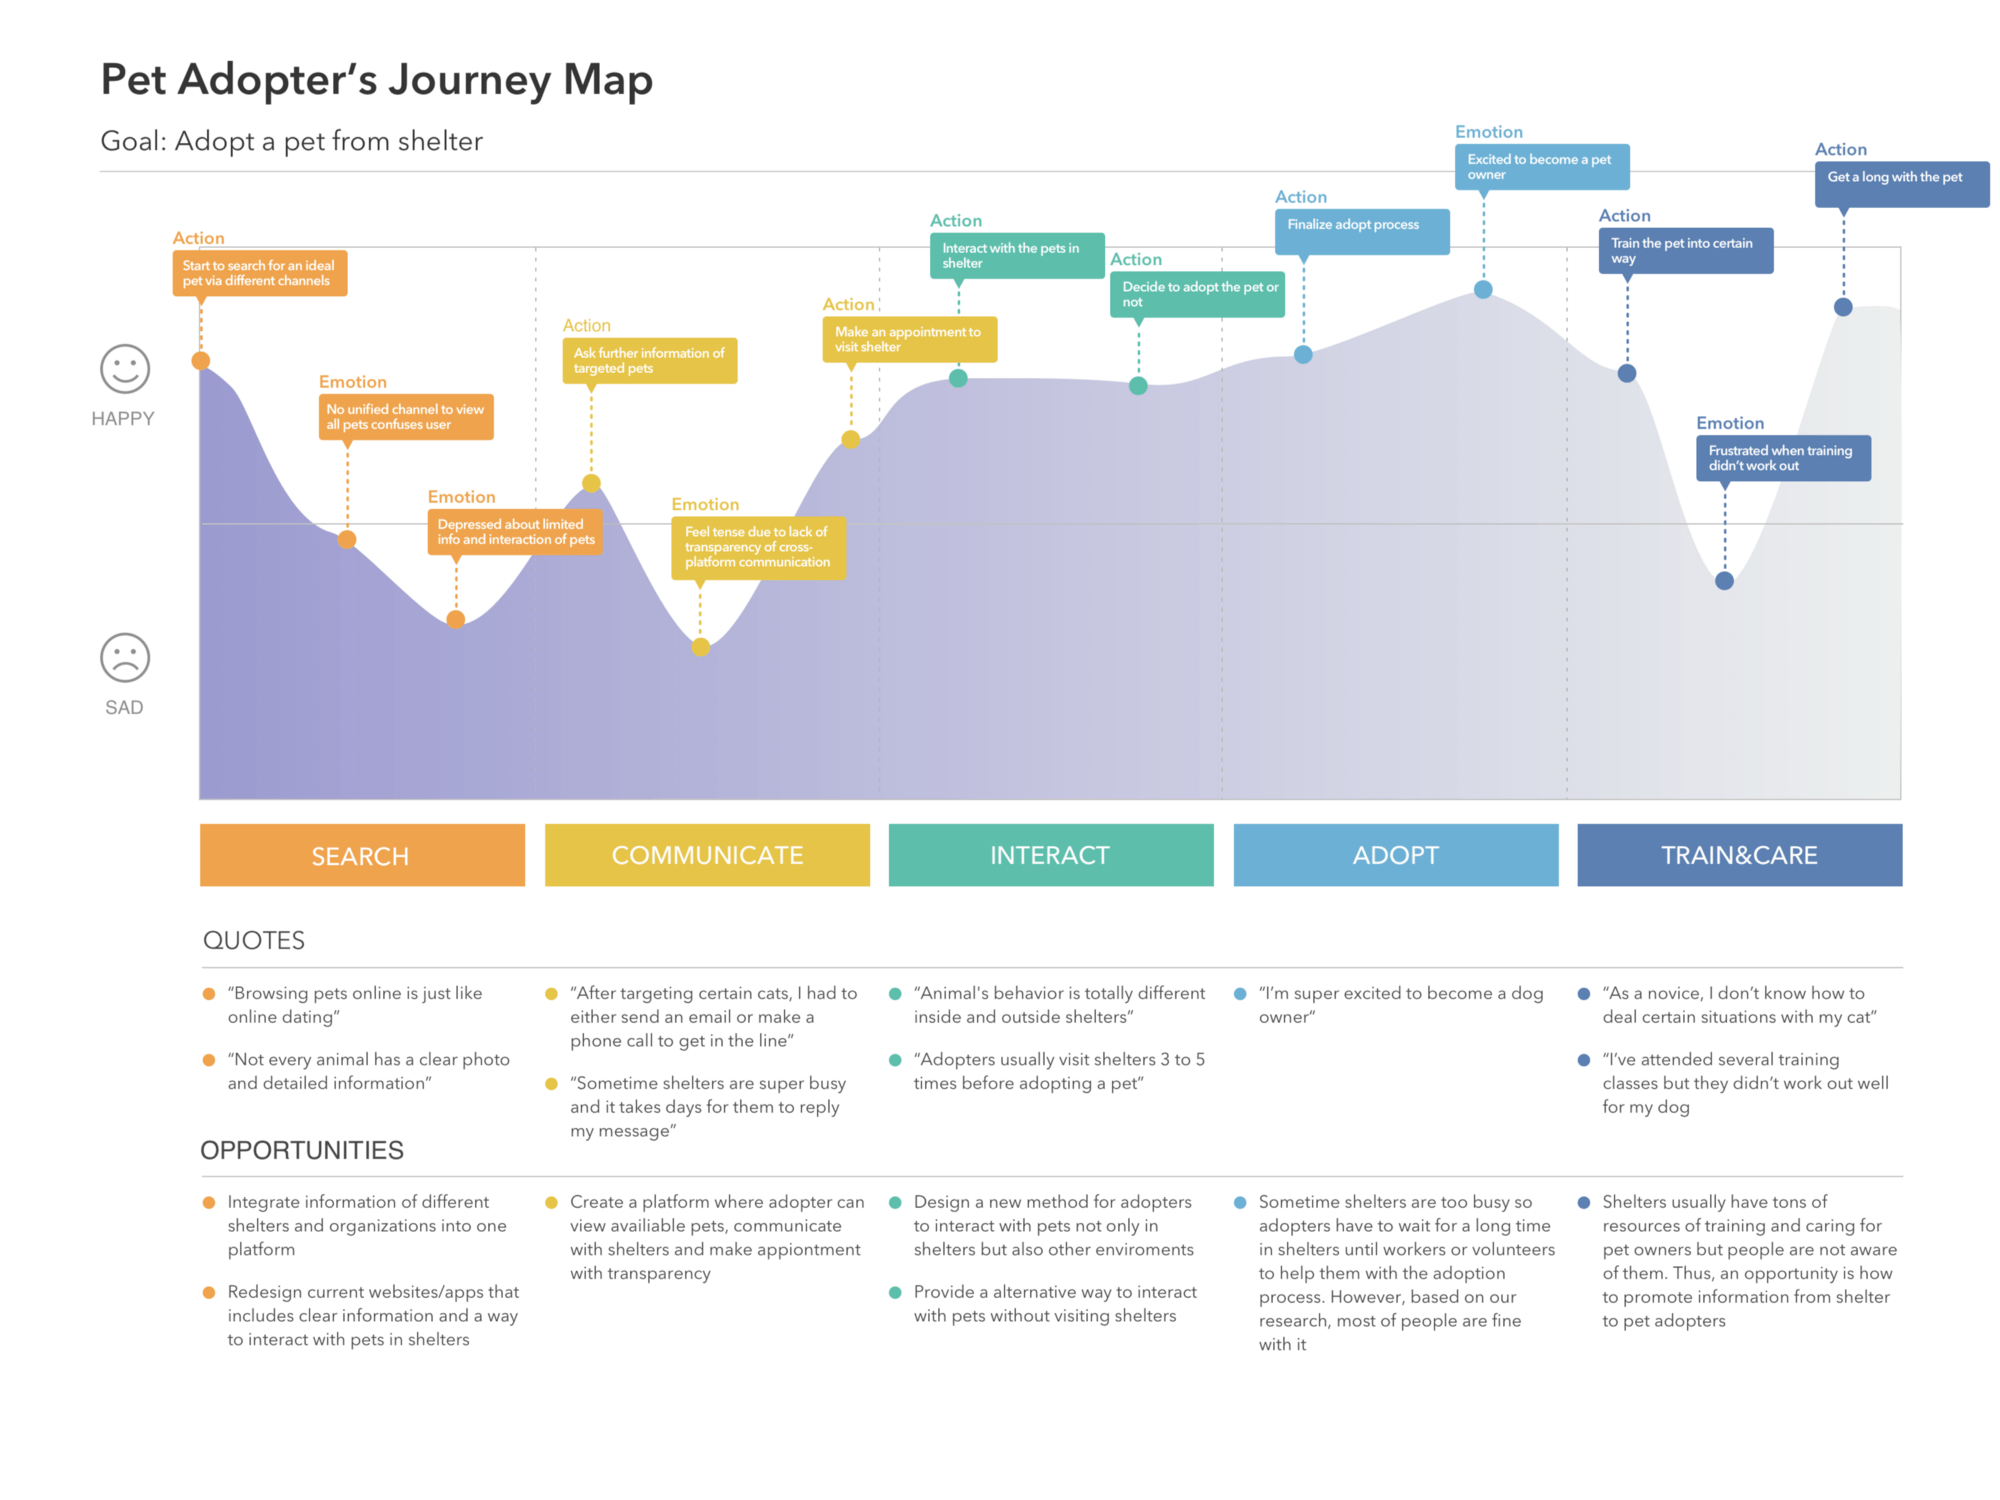 Pet Adopter’s Journey Map
Goal: Adopt a pet from shelter
Action
Start to search for an ideal
pet via different channels
Emotion
No unified channel to view
all pets confuses user
Emotion
Depressed about limited
info and interaction of pets
Action
Ask further information of
targeted pets
Emotion
Feel tense due to lack of
transparency of cross-
platform communication
Action
Make an appointment to
visit shelter
Action
Interact with the pets in
shelter
Action
Decide to adopt the pet or
not
Action
Finalize adopt process
Emotion
Excited to become a pet
owner
Action
Train the pet into certain
way
Emotion
Frustrated when training
didn’t work out
Action
Get a long with the pet
HAPPY
SAD
SEARCH
COMMUNICATE
INTERACT
ADOPT
TRAIN&CARE
QUOTES
“Browsing pets online is just like
online dating”
“Not every animal has a clear photo
and detailed information”
“After targeting certain cats, I had to
either send an email or make a
phone call to get in the line”
“Sometime shelters are super busy
and it takes days for them to reply
my message”
“Animal's behavior is totally different
inside and outside shelters”
“Adopters usually visit shelters 3 to 5
times before adopting a pet”
“I’m super excited to become a dog
owner“
“As a novice, I don’t know how to
deal certain situations with my cat”
“I’ve attended several training
classes but they didn’t work out well
for my dog
OPPORTUNITIES
Integrate information of different
shelters and organizations into one
platform
Redesign current websites/apps that
includes clear information and a way
to interact with pets in shelters
Create a platform where adopter can
view availiable pets, communicate
with shelters and make appiontment
with transparency
Design a new method for adopters
to interact with pets not only in
shelters but also other enviroments
Provide a alternative way to interact
with pets without visiting shelters
Sometime shelters are too busy so
adopters have to wait for a long time
in shelters until workers or volunteers
to help them with the adoption
process. However, based on our
research, most of people are fine
with it
Shelters usually have tons of
resources of training and caring for
pet owners but people are not aware
of them. Thus, an opportunity is how
to promote information from shelter
to pet adopters